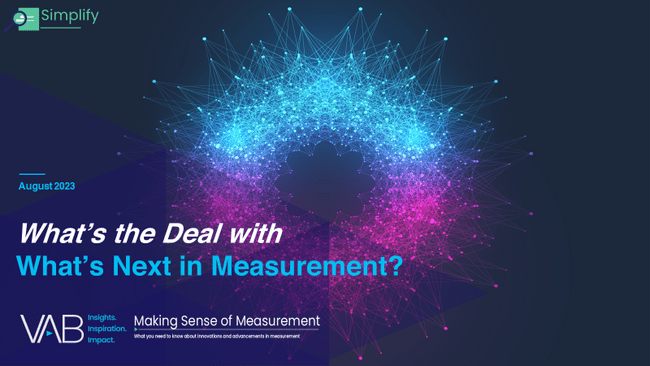 Simplify
August 2023
What's the Deal with
What's Next in Measurement?
VAB
Insights.
Inspiration.
Impact.
Making Sense of Measurement
What you need to know about innovations and advancements in measurement